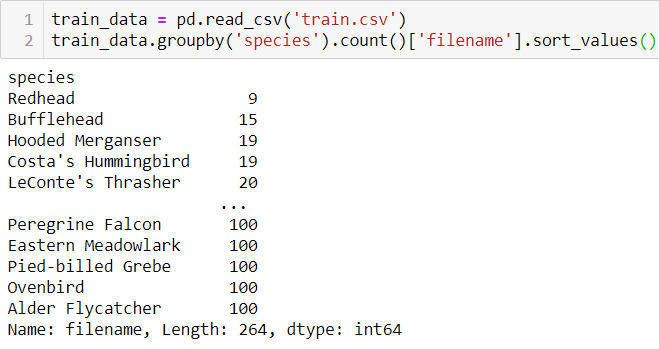 1 train_data = pd.read_csv('train.csv')
2 train_data.groupby('species').count()['filename'].sort_values()
species
Redhead 9
Bufflehead 15
Hooded Merganser 19
Costa's Hummingbird 19
LeConte's Thrasher 20
...
Peregrine Falcon 100
Eastern Meadowlark 100
Pied-billed Grebe 100
Ovenbird 100
Alder Flycatcher 100
Name: filename, Length: 264, dtype: int64